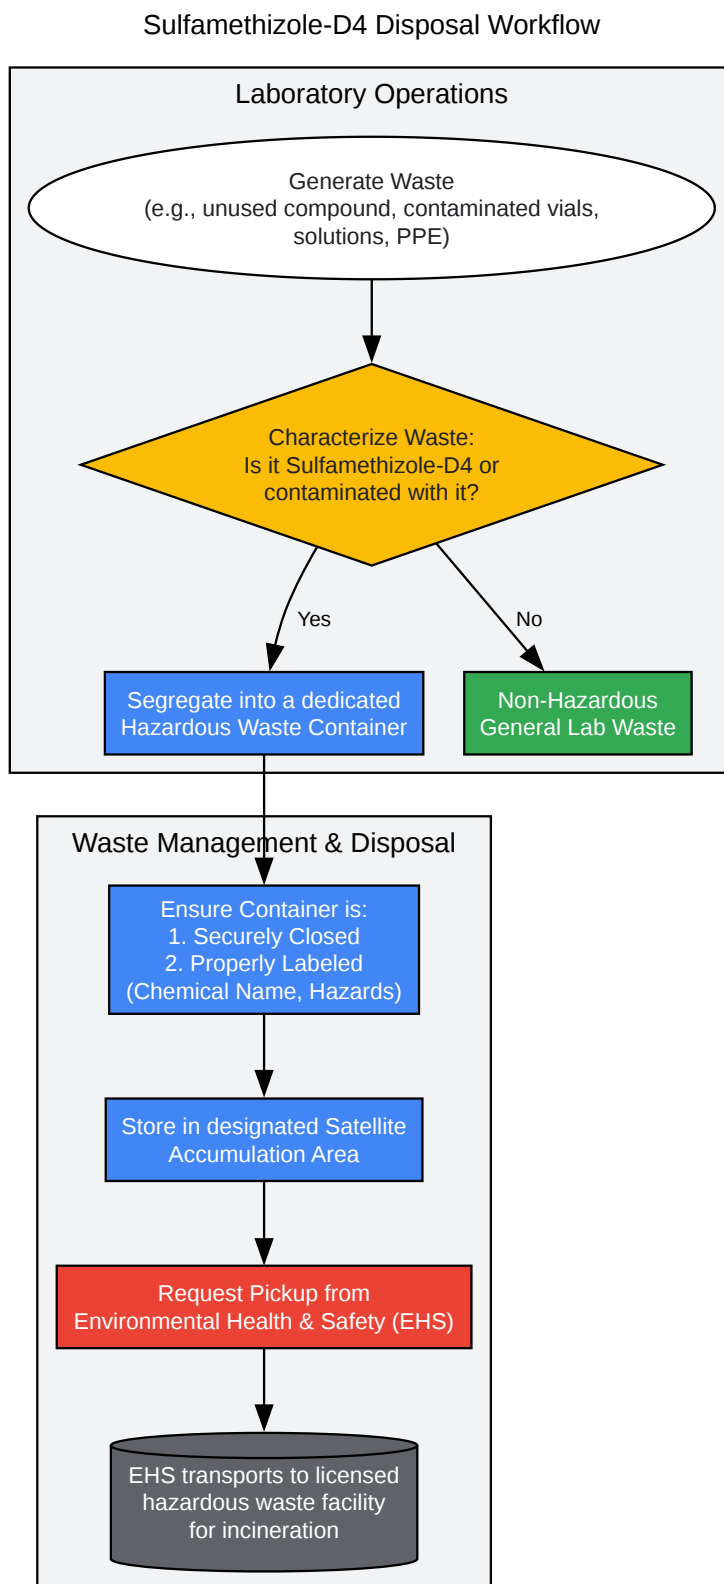 Sulfamethizole-D4 Disposal Workflow
Laboratory Operations
Generate Waste
(e.g., unused compound, contaminated vials,
solutions, PPE)
Characterize Waste:
Is it Sulfamethizole-D4 or
contaminated with it?
Yes
No
Segregate into a dedicated
Hazardous Waste Container
Non-Hazardous
General Lab Waste
Waste Management & Disposal
Ensure Container is:
1. Securely Closed
2. Properly Labeled
(Chemical Name, Hazards)
Store in designated Satellite
Accumulation Area
Request Pickup from
Environmental Health & Safety (EHS)
EHS transports to licensed
hazardous waste facility
for incineration